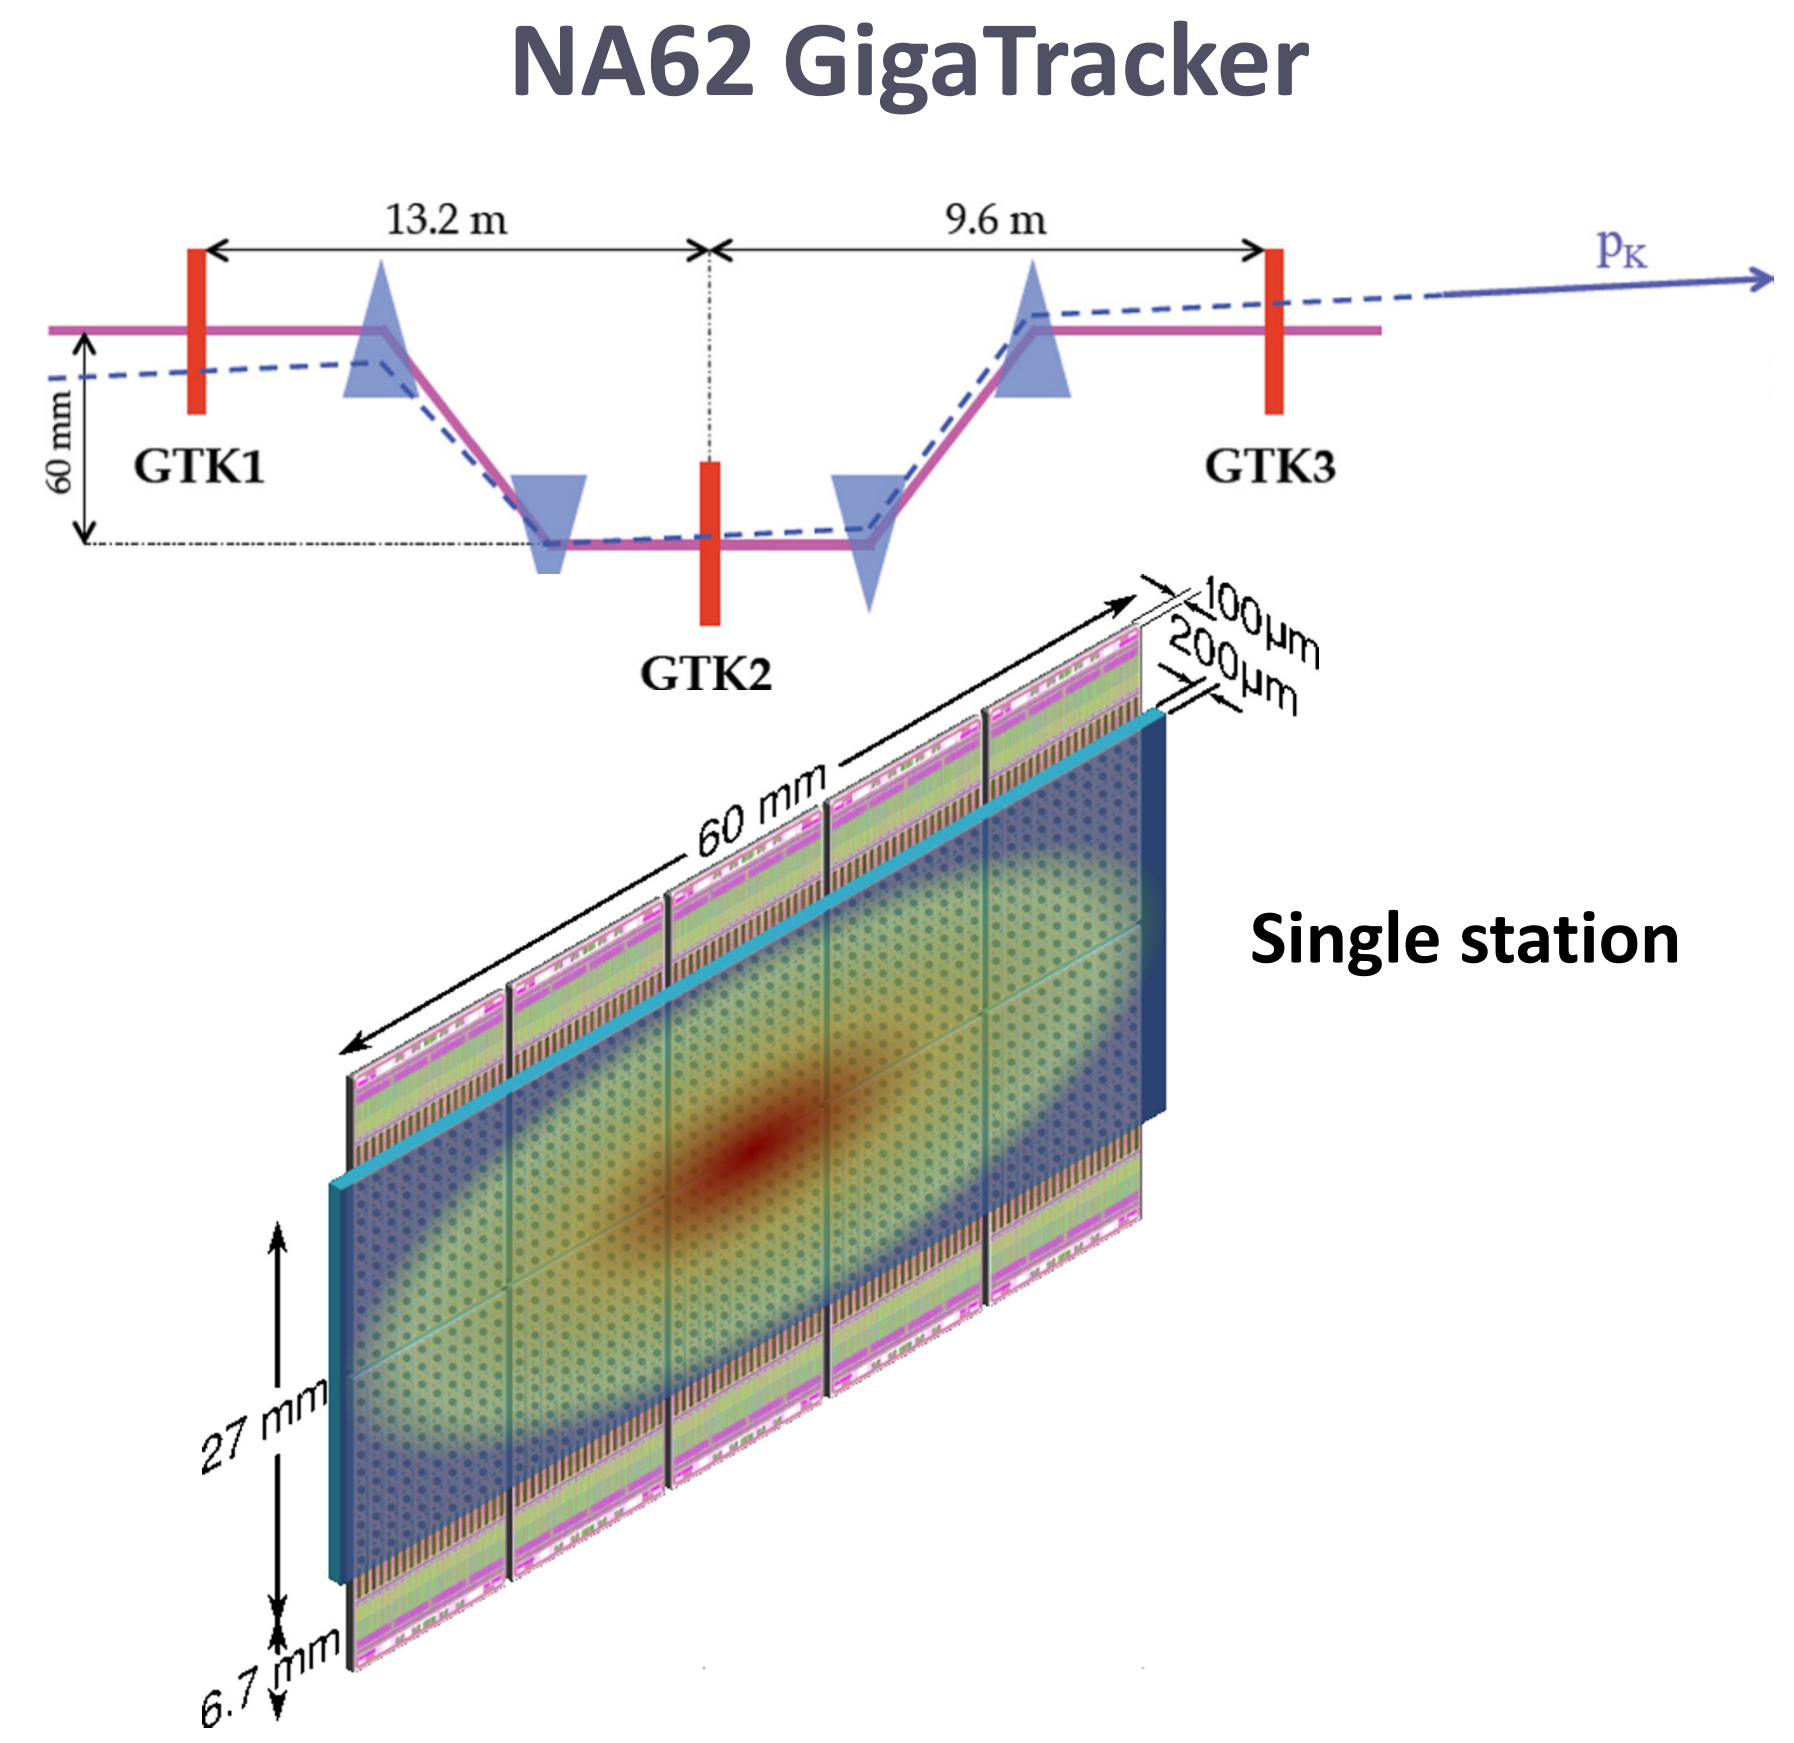 NA62 GigaTracker
13.2 m
9.6 m
pK
60 mm
GTK1
GTK3
GTK2
100µm
200µm
60 mm
Single station
27 mm
6.7 mm